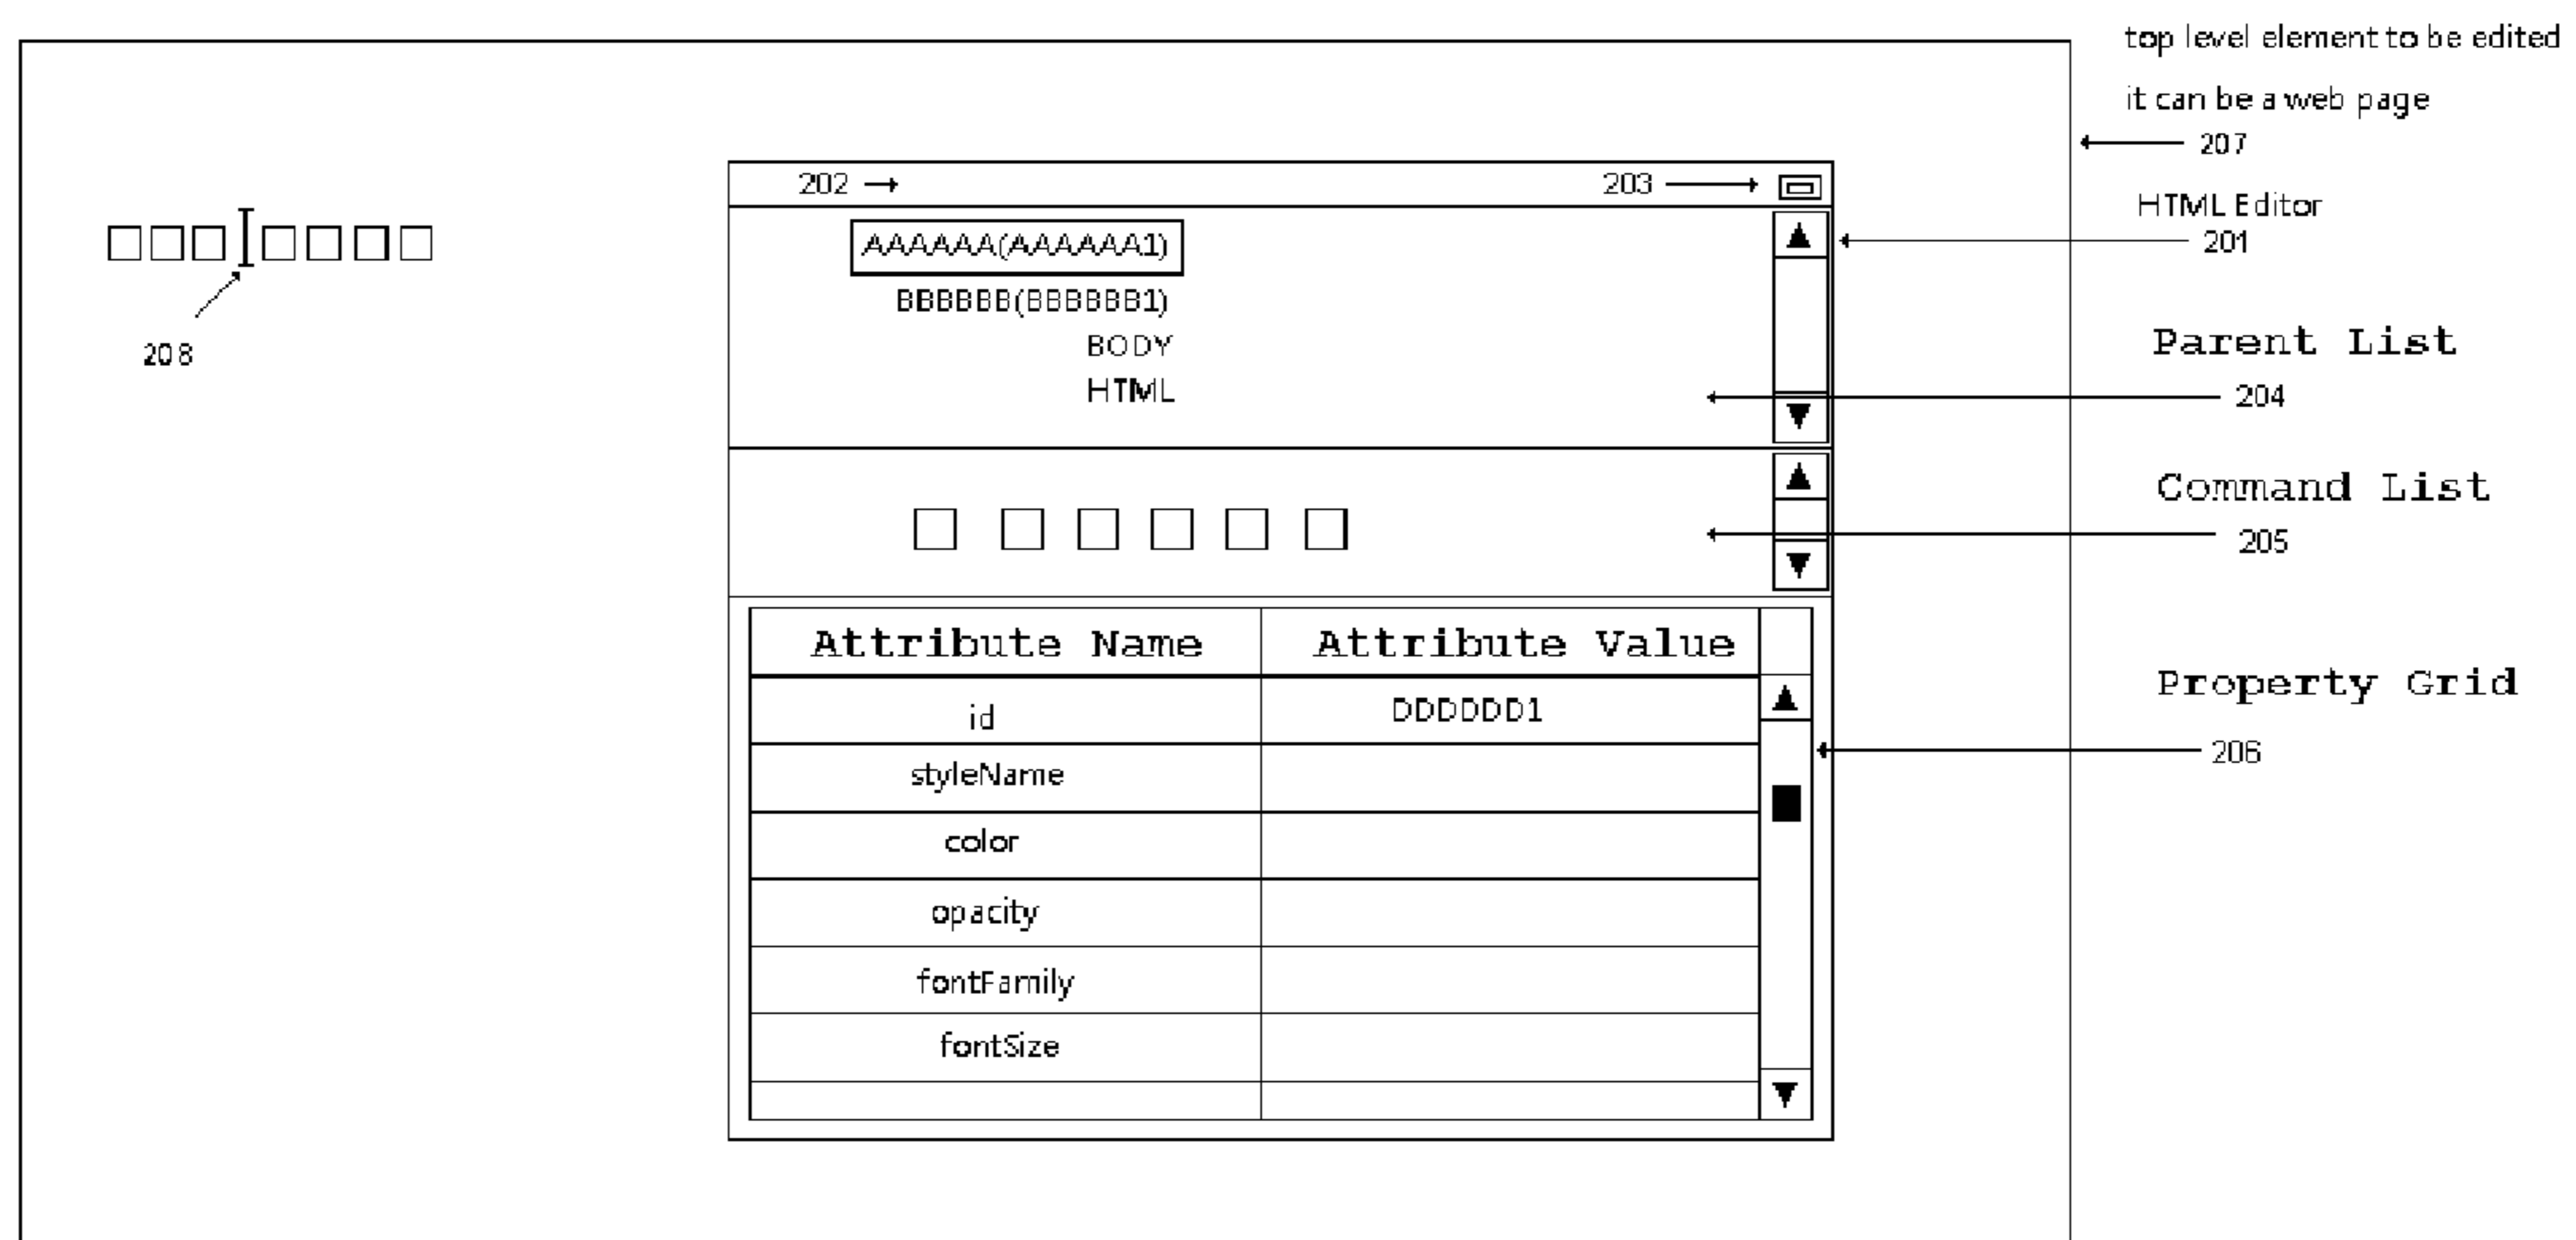 top level element to be edited
it can be a web page
207
202
203
HTML Editor
201
AAAAAA(AAAAAA1)
BBBBBB(BBBBBB1)
BODY
HTML
208
Parent List
204
Command List
205
Attribute Name Attribute Value
id DDDDDD1
styleName
color
opacity
fontFamily
fontSize
Property Grid
206